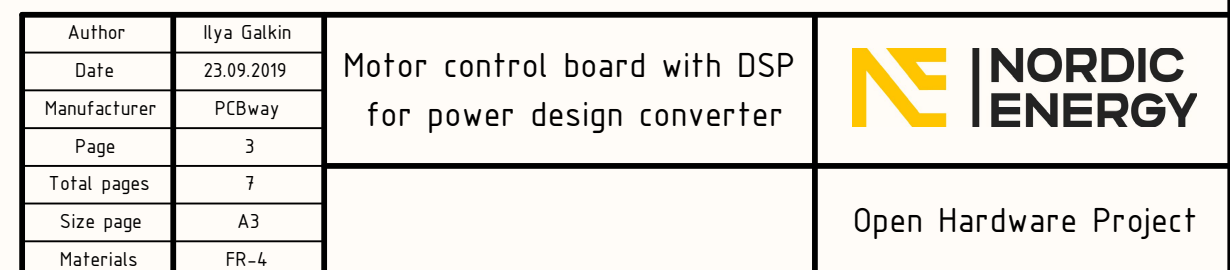 Author Ilya Galkin
Date 23.09.2019
Manufacturer PCBway
Page 3
Total pages 7
Size page A3
Materials FR-4
Motor control board with DSP
for power design converter
NE NORDIC
ENERGY
Open Hardware Project